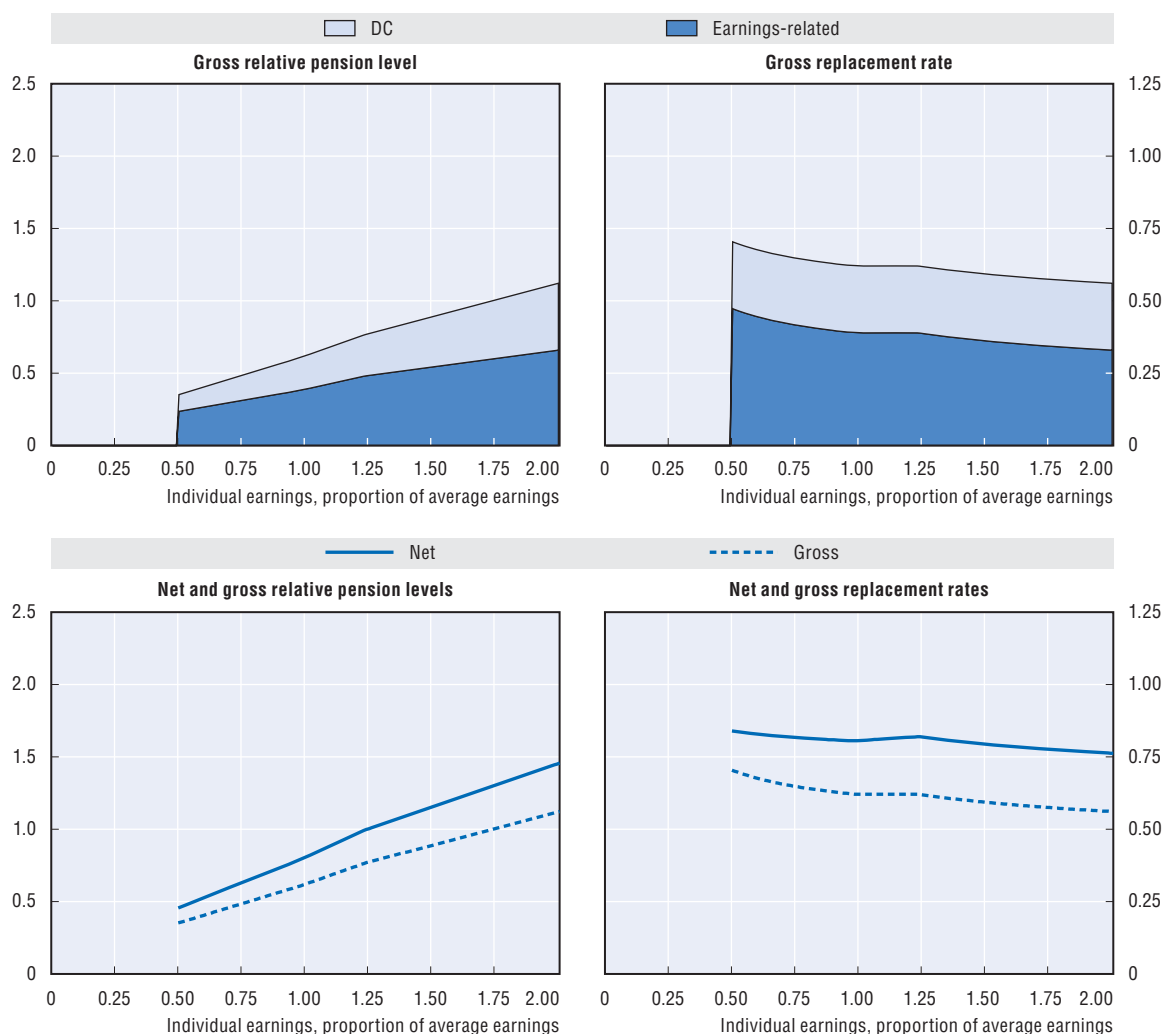 DC Earnings-related
Gross relative pension level Gross replacement rate
2.5 1.25
2.0 1.00
1.5 0.75
1.0 0.50
0.5 0.25
0 0
0 0.25 0.50 0.75 1.00 1.25 1.50 1.75 2.00 0 0.25 0.50 0.75 1.00 1.25 1.50 1.75 2.00
Individual earnings, proportion of average earnings Individual earnings, proportion of average earnings
Net Gross
Net and gross relative pension levels Net and gross replacement rates
2.5 1.25
2.0 1.00
1.5 0.75
1.0 0.50
0.5 0.25
0 0
0 0.25 0.50 0.75 1.00 1.25 1.50 1.75 2.00 0 0.25 0.50 0.75 1.00 1.25 1.50 1.75 2.00
Individual earnings, proportion of average earnings Individual earnings, proportion of average earnings